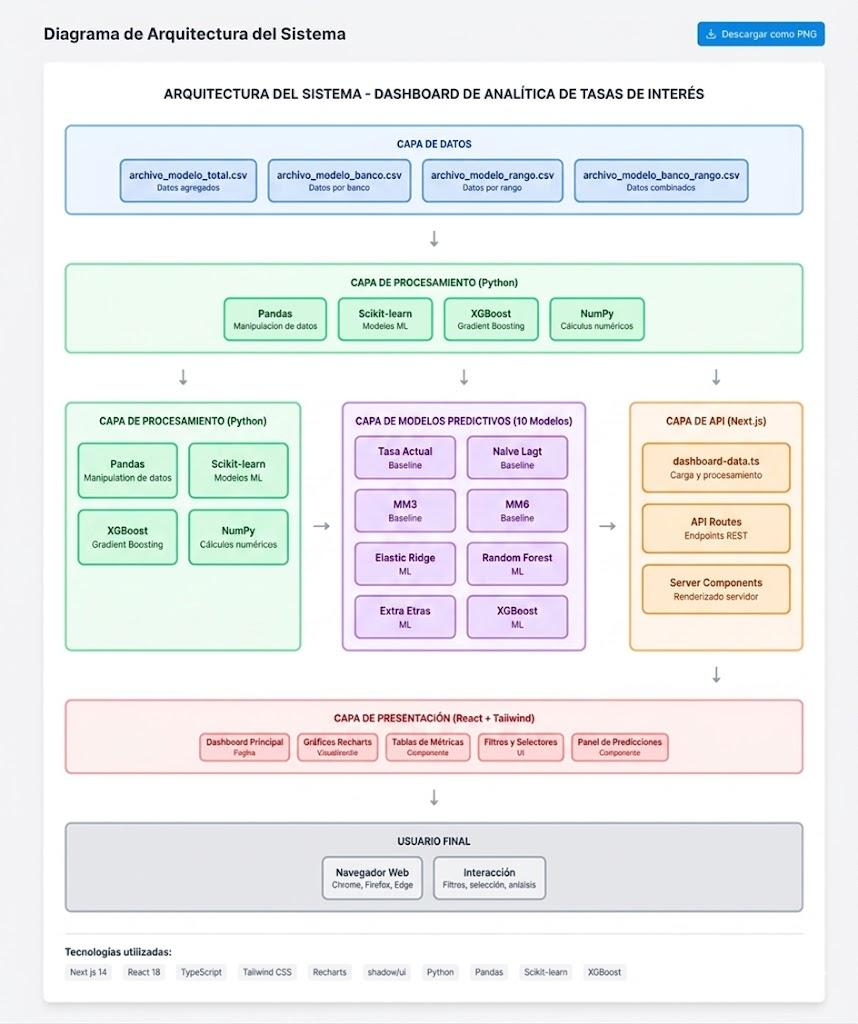 Diagrama de Arquitectura del Sistema
Descargar como PNG
ARQUITECTURA DEL SISTEMA - DASHBOARD DE ANALÍTICA DE TASAS DE INTERÉS
CAPA DE DATOS
archivo_modelo_total.csv
Datos agregados
archivo_modelo_banco.csv
Datos por banco
archivo_modelo_rango.csv
Datos por rango
archivo_modelo_banco_rango.csv
Datos combinados
CAPA DE PROCESAMIENTO (Python)
Pandas
Manipulacion de datos
Scikit-learn
Modeles ML
XGBoost
Gradient Boosting
NumPy
Cálculos numéricos
CAPA DE PROCESAMIENTO (Python)
Pandas
Manipulation de datos
Scikit-learn
Modeios ML
XGBoost
Gradient Boosting
NumPy
Cálculos numéricos
CAPA DE MODELOS PREDICTIVOS (10 Modelos)
Tasa Actual
Baseline
Nalve Lagt
Baseline
MM3
Baseline
MM6
Baseline
Elastic Ridge
ML
Random Forest
ML
Extra Etras
ML
XGBoost
ML
CAPA DE API (Next.js)
dashboard-data.ts
Carga y procesamiento
API Routes
Endpoints REST
Server Components
Renderizado servidor
CAPA DE PRESENTACIÓN (React + Taiiwind)
Dashboard Principal
Gráfices Recharts
Tablas de Métricas
Componente
Filtros y Selectores
UI
Panel de Predicciones
Componente
USUARIO FINAL
Navegador Web
Chrome, Firefox, Edge
Interacción
Filtros, selección, anlaisis
Tecnologías utiiizadas:
Next js 14
React 18
TypeScript
Tailwind CSS
Recharts
shadow/ui
Python
Pandas
Scikit-learn
XGBoost